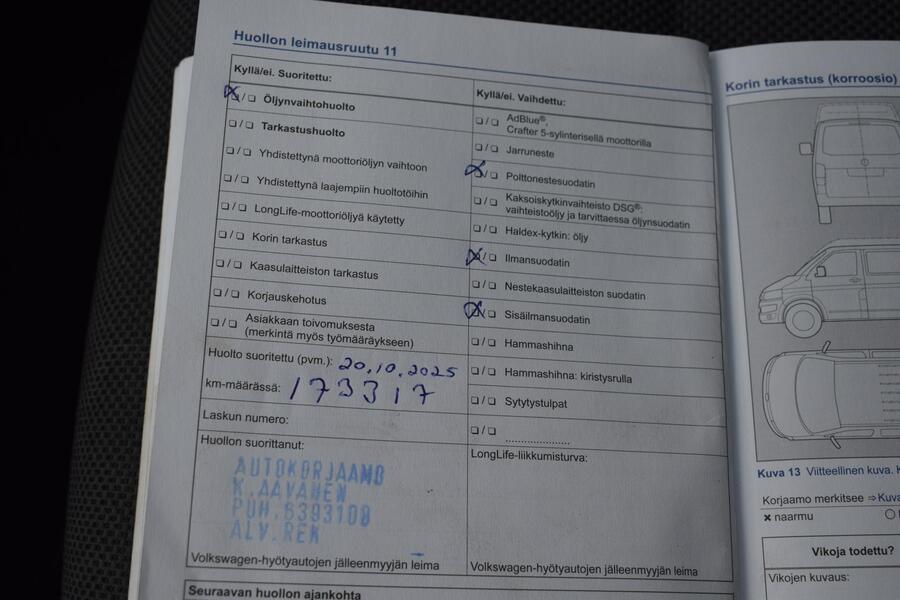 Huollon leimausruutu 11
Kyllä/ei. Suoritettu:
Öljynvaihtohuolto
Tarkastushuolto
Yhdistettynä moottoriöljyn vaihtoon
Yhdistettynä laajempiin huoltotöihin
LongLife-moottoriöljyä käytetty
Korin tarkastus
Kaasulaitteiston tarkastus
Korjauskehotus
Asiakkaan toivomuksesta
(merkintä myös työmääräykseen)
Huolto suoritettu (pvm.): 20.10.2025
km-määrässä: 173317
Laskun numero:
Huollon suorittanut:
AUTOKORJAAMO
K.AAVANEN
PUH.6393108
ALV.REK
Volkswagen-hyötyautojen jälleenmyyjän leima
Kyllä/ei. Vaihdettu:
AdBlue®,
Crafter 5-sylinterisellä moottorilla
Jarruneste
Polttonestesuodatin
Kaksoiskytkinvaihteisto DSG®:
vaihteistoöljy ja tarvittaessa öljynsuodatin
Haldex-kytkin: öljy
Ilmansuodatin
Nestekaasulaitteiston suodatin
Sisäilmansuodatin
Hammashihna
Hammashihna: kiristysrulla
Sytytystulpat
LongLife-liikkumisturva:
Volkswagen-hyötyautojen jälleenmyyjän leima
Seuraavan huollon ajankohta
Korin tarkastus (korroosio)
Kuva 13 Viitteellinen kuva.
Korjaamo merkitsee ⇒Kuva
× naarmu
Vikoja todettu?
Vikojen kuvaus: